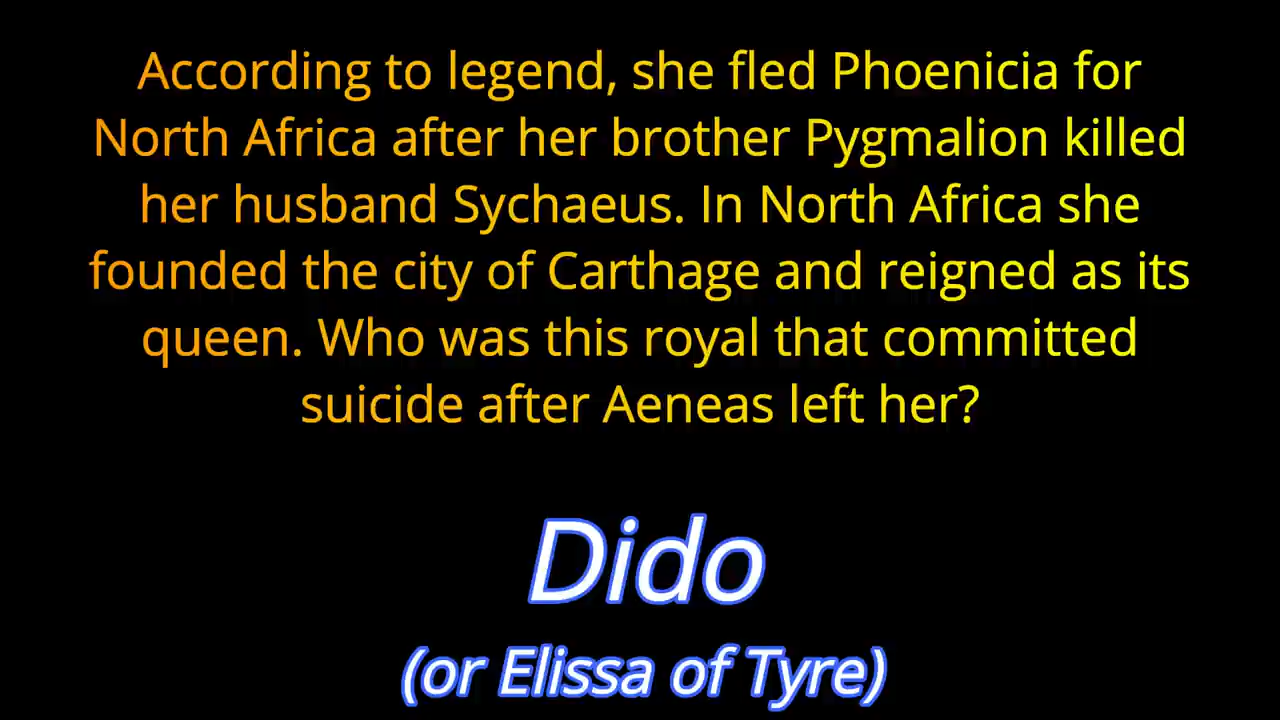 According to legend, she fled Phoenicia for
North Africa after her brother Pygmalion killed
her husband Sychaeus. In North Africa she
founded the city of Carthage and reigned as its
queen. Who was this royal that committed
suicide after Aeneas left her?
Dido
(or Elissa of Tyre)